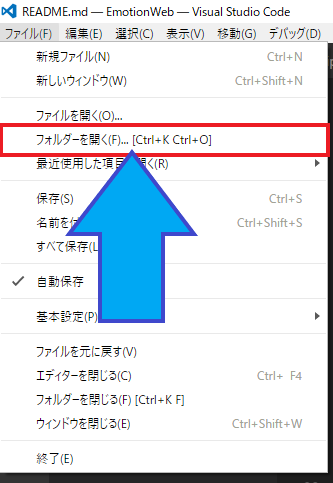 README.md — EmotionWeb — Visual Studio Code
ファイル(F) 編集(E) 選択(C) 表示(V) 移動(G) デバッグ(D)
新規ファイル(N) Ctrl+N
新しいウィンドウ(W) Ctrl+Shift+N
ファイルを開く(O)...
フォルダーを開く(F)... [Ctrl+K Ctrl+O]
最近使用した項 開く(R)
保存(S) Ctrl+S
名前を Ctrl+Shift+S
すべて保存(L
自動保存
基本設定(P)
ファイルを元に戻す(V)
エディターを閉じる(C) Ctrl+ F4
フォルダーを閉じる(F) [Ctrl+K F]
ウィンドウを閉じる(E) Ctrl+Shift+W
終了(E)